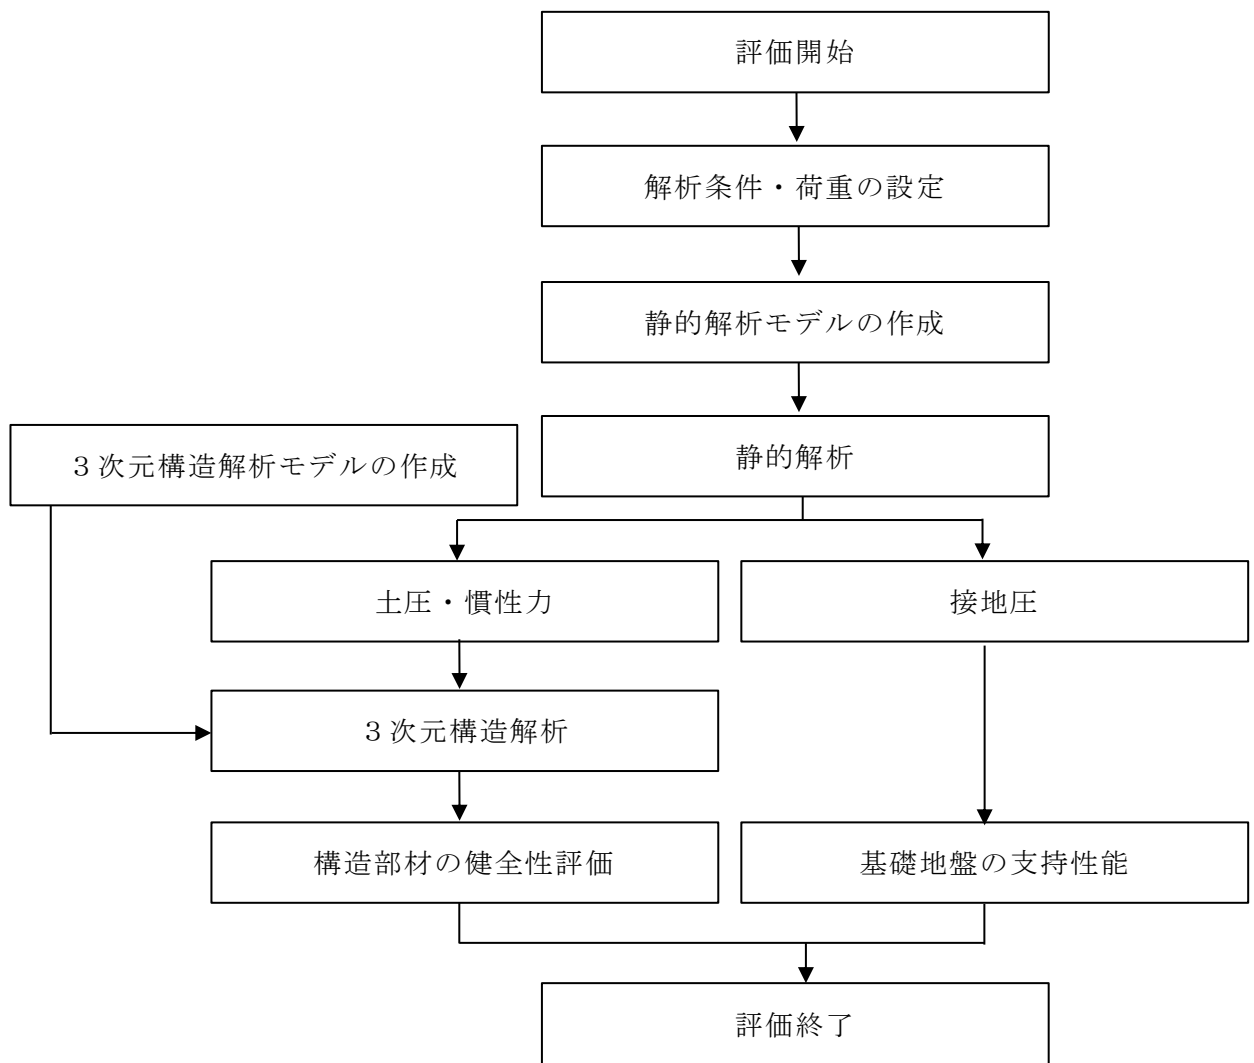 評価開始
解析条件・荷重の設定
静的解析モデルの作成
静的解析
３次元構造解析モデルの作成
土圧・慣性力
接地圧
３次元構造解析
構造部材の健全性評価
基礎地盤の支持性能
評価終了